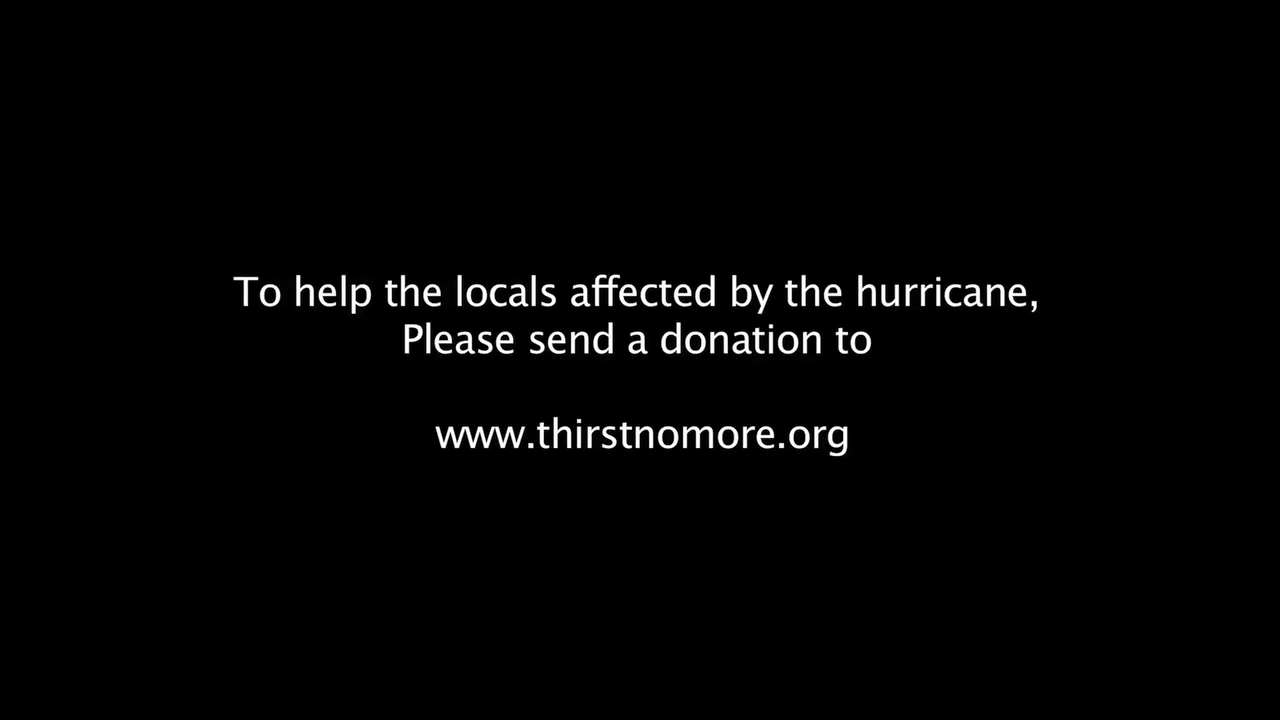 To help the locals affected by the hurricane,
Please send a donation to
www.thirstnomore.org